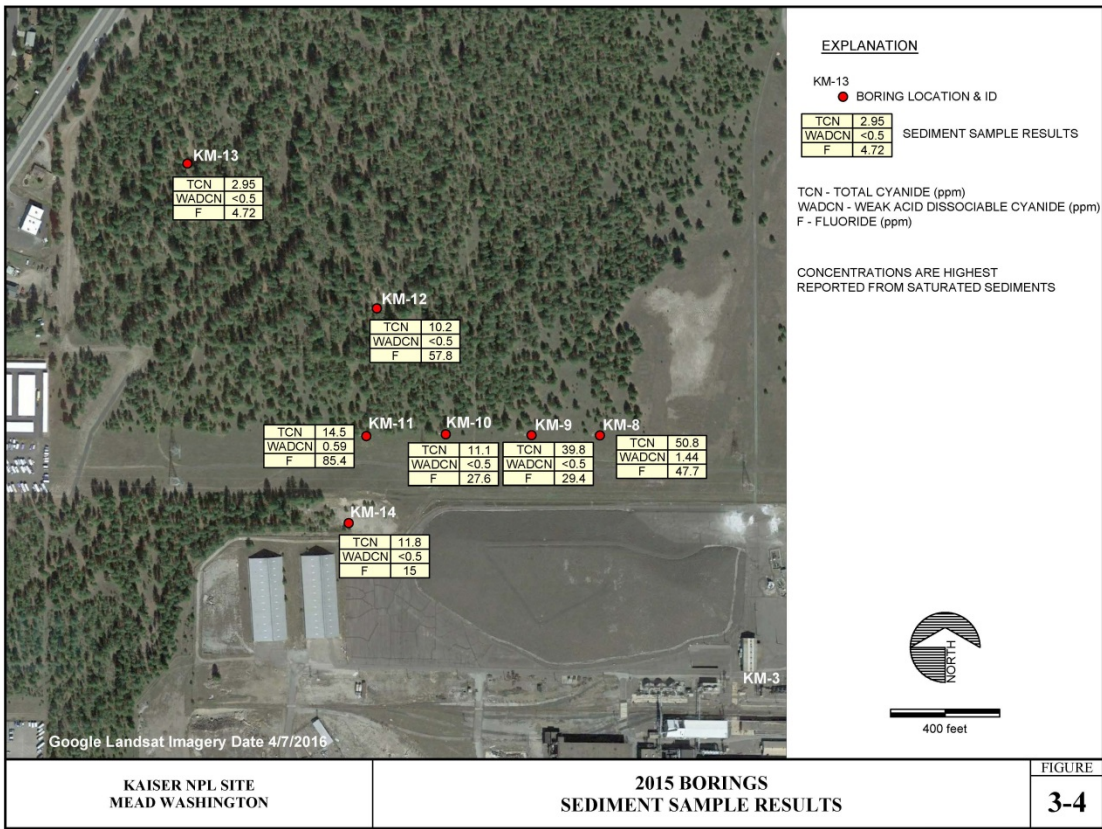 KM-13
TCN 2.95
WADCN <0.5
F 4.72
KM-12
TCN 10.2
WADCN <0.5
F 57.8
KM-11
TCN 14.5
WADCN 0.59
F 85.4
KM-10
TCN 11.1
WADCN <0.5
F 27.6
KM-9
TCN 39.8
WADCN <0.5
F 29.4
KM-8
TCN 50.8
WADCN 1.44
F 47.7
KM-14
TCN 11.8
WADCN <0.5
F 15
KM-3
Google Landsat Imagery Date 4/7/2016
EXPLANATION
KM-13
BORING LOCATION & ID
TCN 2.95
WADCN <0.5
F 4.72
SEDIMENT SAMPLE RESULTS
TCN - TOTAL CYANIDE (ppm)
WADCN - WEAK ACID DISSOCIABLE CYANIDE (ppm)
F - FLUORIDE (ppm)
CONCENTRATIONS ARE HIGHEST
REPORTED FROM SATURATED SEDIMENTS
NORTH
400 feet
KAISER NPL SITE
MEAD WASHINGTON
2015 BORINGS
SEDIMENT SAMPLE RESULTS
FIGURE
3-4